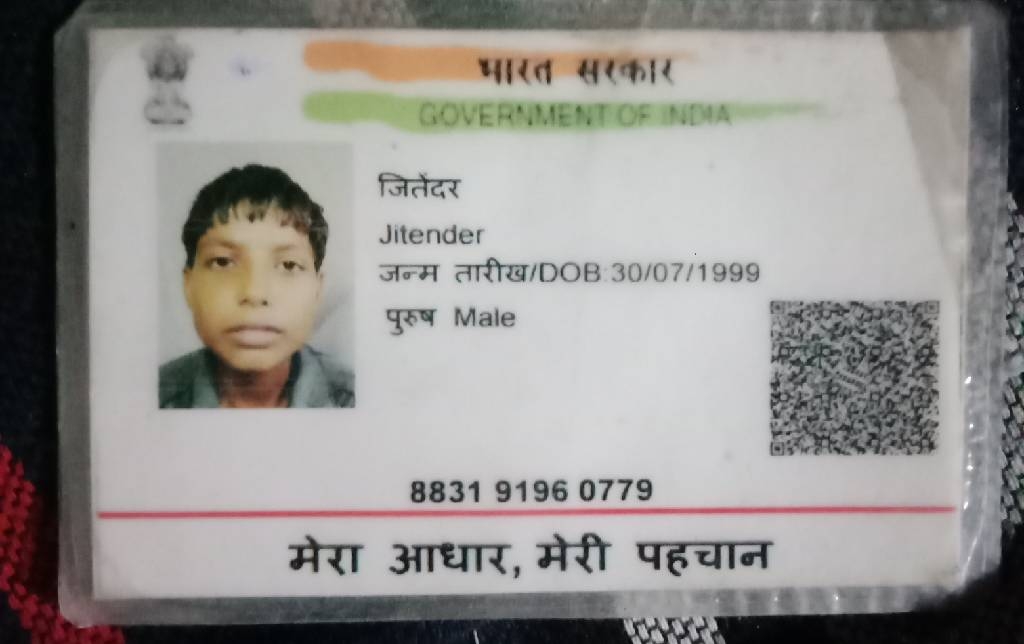 भारत सरकार
GOVERNMENT OF INDIA
जितेंदर
Jitender
जन्म तारीख/DOB:30/07/1999
पुरुष Male
8831 9196 0779
मेरा आधार, मेरी पहचान